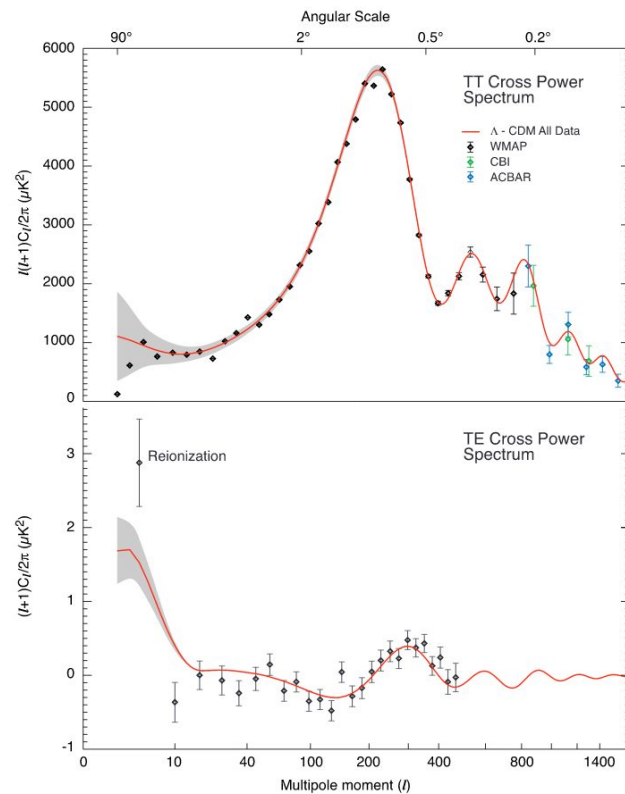 Angular Scale
90° 2° 0.5° 0.2°
6000
5000
4000
3000
2000
1000
0
l(l+1)Cl/2π (μK²)
TT Cross Power
Spectrum
Λ - CDM All Data
WMAP
CBI
ACBAR
3
2
1
0
-1
(l+1)Cl/2π (μK²)
Reionization
TE Cross Power
Spectrum
0 10 40 100 200 400 800 1400
Multipole moment (l)